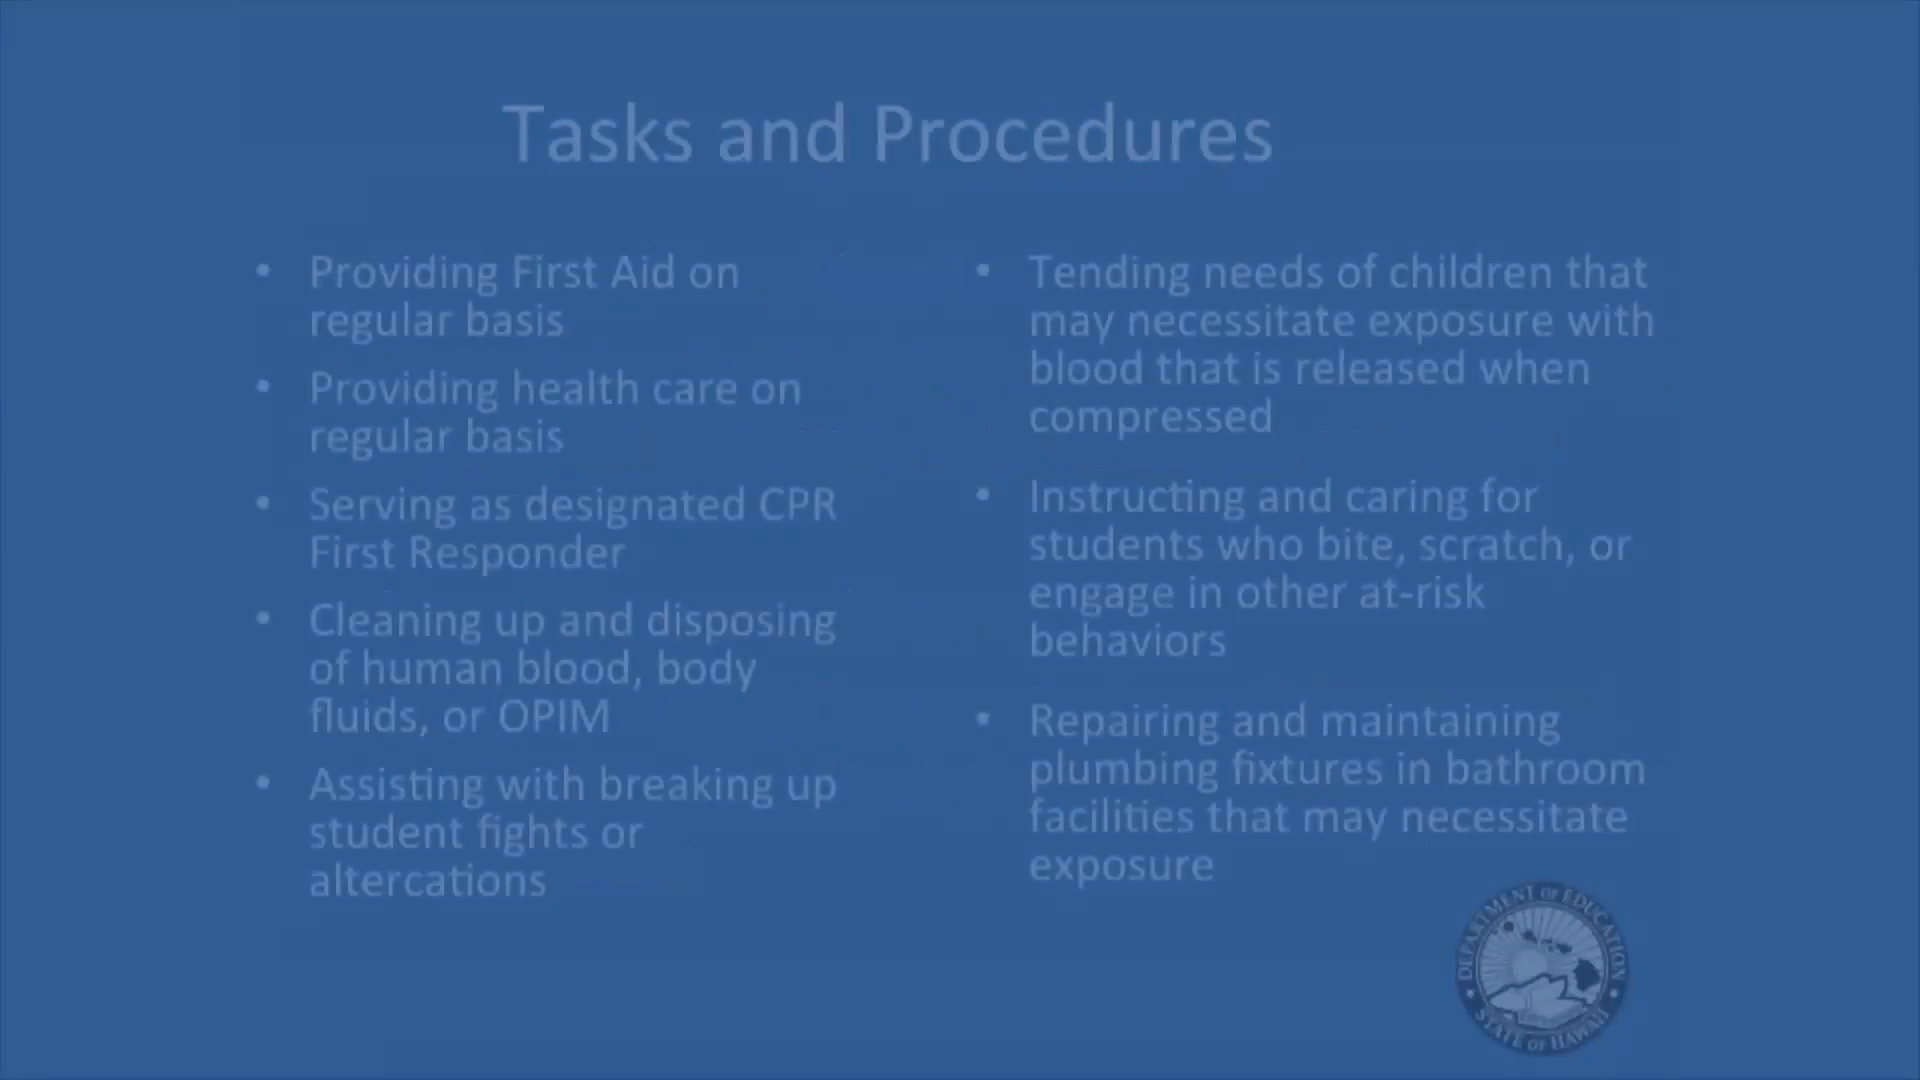 Tasks and Procedures
• Providing First Aid on
regular basis
• Providing health care on
regular basis
• Serving as designated CPR
First Responder
• Cleaning up and disposing
of human blood, body
fluids, or OPIM
• Assisting with breaking up
student fights or
altercations
• Tending needs of children that
may necessitate exposure with
blood that is released when
compressed
• Instructing and caring for
students who bite, scratch, or
engage in other at-risk
behaviors
• Repairing and maintaining
plumbing fixtures in bathroom
facilities that may necessitate
exposure
DEPARTMENT OF EDUCATION
• STATE OF HAWAII •